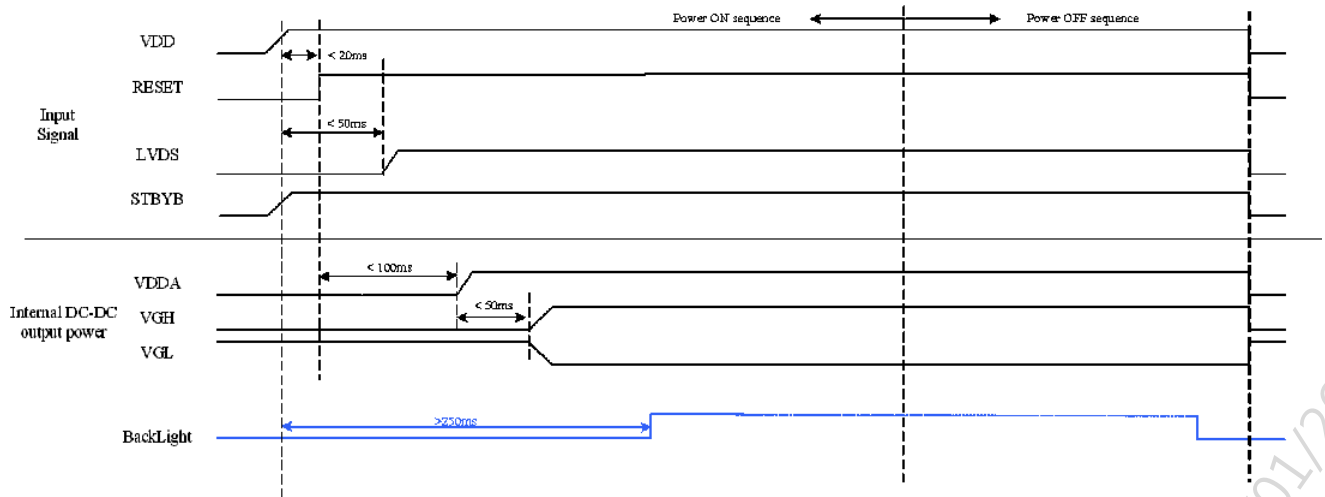 Power ON sequence
Power OFF sequence
VDD
< 20ms
RESET
Input
Signal
< 50ms
LVDS
STBYB
< 100ms
VDDA
< 50ms
Internal DC-DC
output power
VGH
VGL
>250ms
BackLight